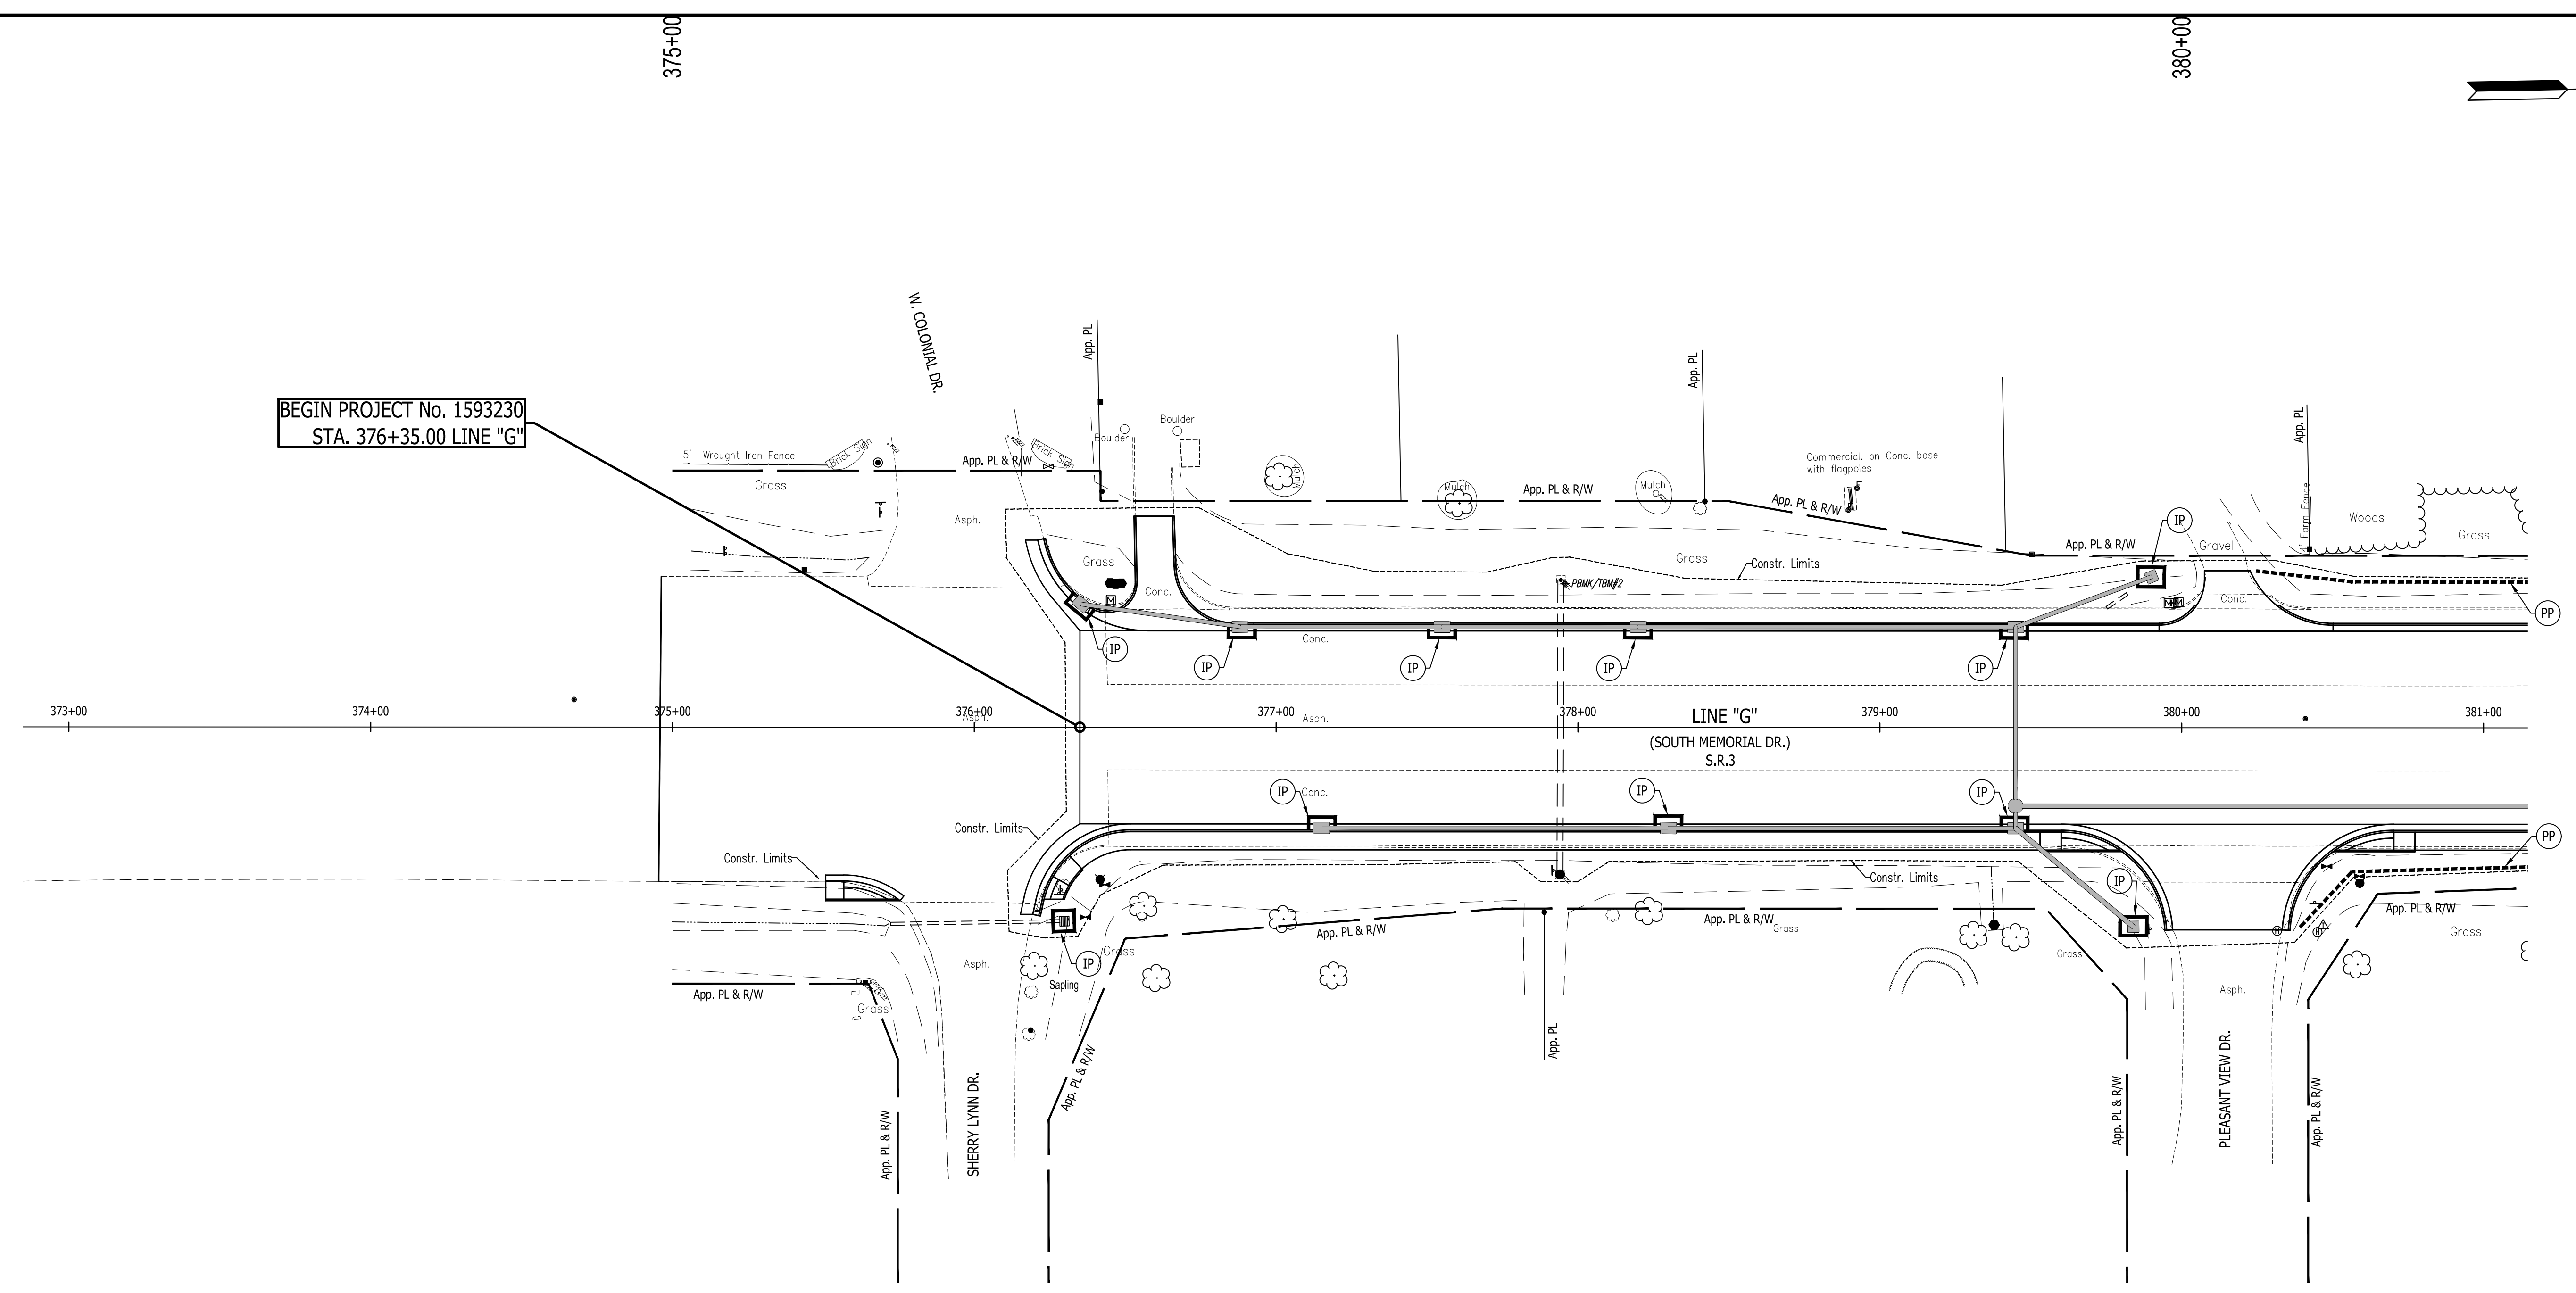 375+00
380+00
W. COLONIAL DR.
BEGIN PROJECT No. 1593230
STA. 376+35.00 LINE "G"
App. PL
App. PL
App. PL
Boulder
Boulder
5' Wrought Iron Fence
Brick Sign
Brick Sign
App. PL & R/W
Grass
Mulch
Mulch
Mulch
App. PL & R/W
Commercial. on Conc. base
with flagpoles
App. PL & R/W
4' Farm Fence
Woods
Grass
IP
Asph.
App. PL & R/W
Gravel
Grass
Grass
Constr. Limits
PBMK/TBM#2
Conc.
M
Conc.
PP
Conc.
IP
IP
IP
IP
IP
373+00
374+00
375+00
376+00
377+00
378+00
379+00
380+00
381+00
Asph.
Asph.
LINE "G"
(SOUTH MEMORIAL DR.)
S.R.3
IP
Conc.
IP
IP
Constr. Limits
PP
Constr. Limits
Constr. Limits
IP
App. PL & R/W
App. PL & R/W
Grass
App. PL & R/W
H
H
Grass
Grass
Grass
Asph.
IP
Sapling
App. PL & R/W
Grass
Asph.
App. PL
App. PL & R/W
SHERRY LYNN DR.
App. PL & R/W
App. PL & R/W
PLEASANT VIEW DR.
App. PL & R/W